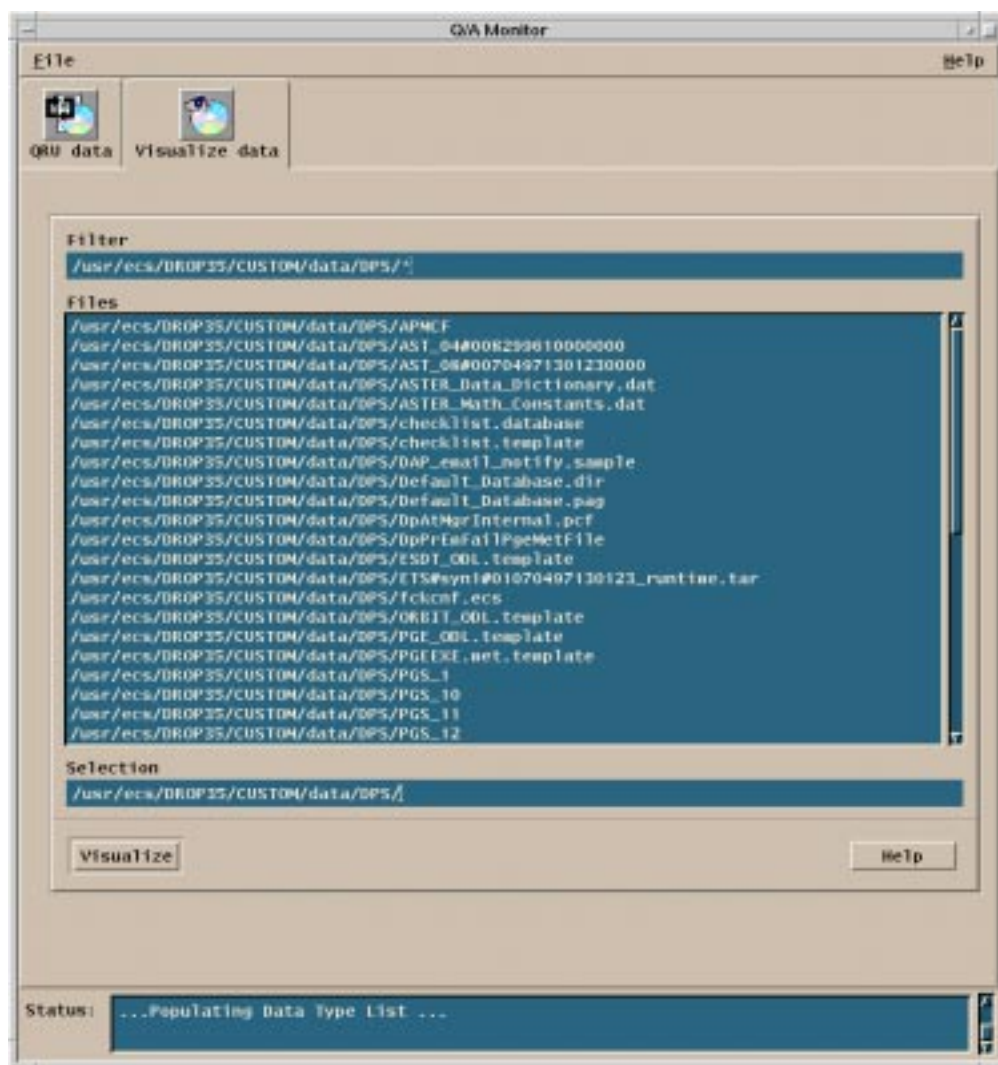 Q/A Monitor
File Help
QRU data Visualize data
Filter
/usr/ecs/DROP35/CUSTOM/data/DPS/*
Files
/usr/ecs/DROP35/CUSTOM/data/DPS/APMCF
/usr/ecs/DROP35/CUSTOM/data/DPS/AST_04#008299610000000
/usr/ecs/DROP35/CUSTOM/data/DPS/AST_08#00704971301230000
/usr/ecs/DROP35/CUSTOM/data/DPS/ASTER_Data_Dictionary.dat
/usr/ecs/DROP35/CUSTOM/data/DPS/ASTER_Math_Constants.dat
/usr/ecs/DROP35/CUSTOM/data/DPS/checklist.database
/usr/ecs/DROP35/CUSTOM/data/DPS/checklist.template
/usr/ecs/DROP35/CUSTOM/data/DPS/DAP_email_notify.sample
/usr/ecs/DROP35/CUSTOM/data/DPS/Default_Database.dir
/usr/ecs/DROP35/CUSTOM/data/DPS/Default_Database.pag
/usr/ecs/DROP35/CUSTOM/data/DPS/DpAtMgrInternal.pcf
/usr/ecs/DROP35/CUSTOM/data/DPS/DpPrEmFailPgeMetFile
/usr/ecs/DROP35/CUSTOM/data/DPS/ESDT_ODL.template
/usr/ecs/DROP35/CUSTOM/data/DPS/ETS#syn1#01070497130123_runtime.tar
/usr/ecs/DROP35/CUSTOM/data/DPS/fckcnf.ecs
/usr/ecs/DROP35/CUSTOM/data/DPS/ORBIT_ODL.template
/usr/ecs/DROP35/CUSTOM/data/DPS/PGE_ODL.template
/usr/ecs/DROP35/CUSTOM/data/DPS/PGEEXE.met.template
/usr/ecs/DROP35/CUSTOM/data/DPS/PGS_1
/usr/ecs/DROP35/CUSTOM/data/DPS/PGS_10
/usr/ecs/DROP35/CUSTOM/data/DPS/PGS_11
/usr/ecs/DROP35/CUSTOM/data/DPS/PGS_12
Selection
/usr/ecs/DROP35/CUSTOM/data/DPS/
Visualize Help
Status: ...Populating Data Type List ...